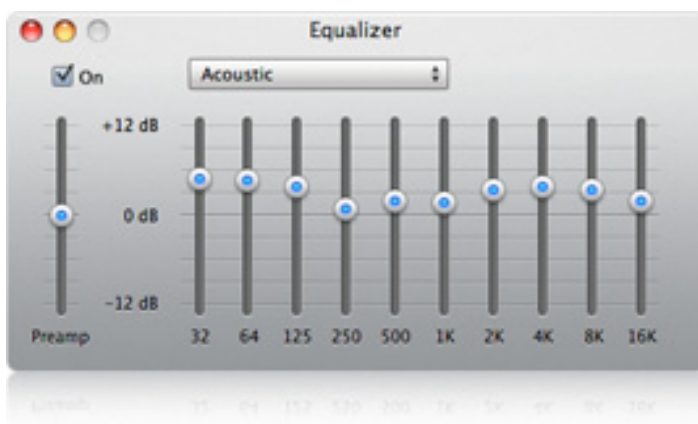 Equalizer
On
Acoustic
+12 dB
0 dB
-12 dB
Preamp 32 64 125 250 500 1K 2K 4K 8K 16K